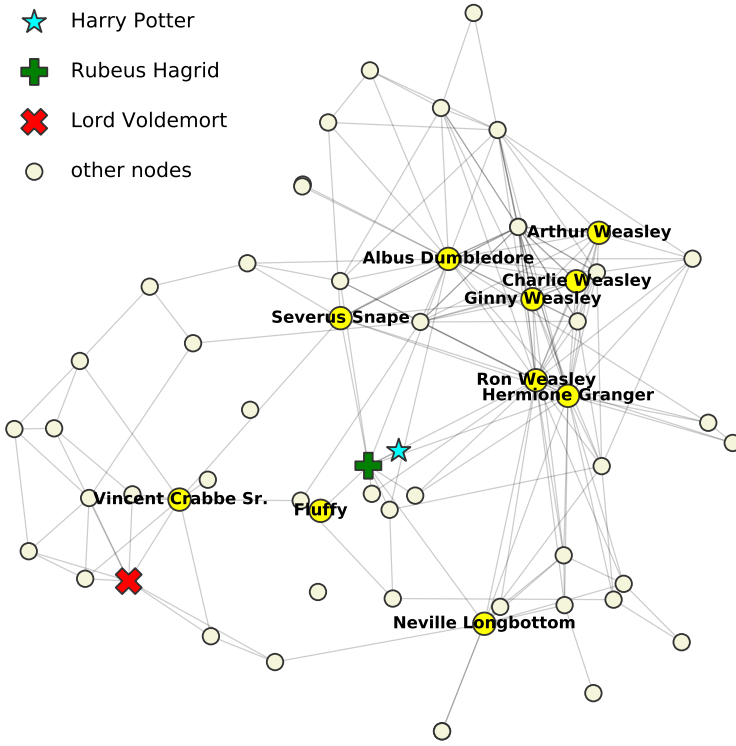 Harry Potter
Rubeus Hagrid
Lord Voldemort
other nodes
Arthur Weasley
Albus Dumbledore
Charlie Weasley
Ginny Weasley
Severus Snape
Ron Weasley
Hermione Granger
Vincent Crabbe Sr.
Fluffy
Neville Longbottom